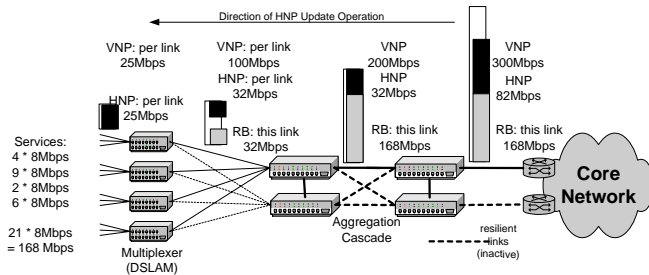 Direction of HNP Update Operation
VNP: per link
25Mbps
VNP: per link
100Mbps
HNP: per link
32Mbps
VNP
200Mbps
HNP
32Mbps
VNP
300Mbps
HNP
82Mbps
HNP: per link
25Mbps
RB: this link
32Mbps
RB: this link
168Mbps
RB: this link
168Mbps
Services:
4 * 8Mbps
9 * 8Mbps
2 * 8Mbps
6 * 8Mbps
21 * 8Mbps
= 168 Mbps
Multiplexer
(DSLAM)
Aggregation
Cascade
resilient
links
(inactive)
Core
Network